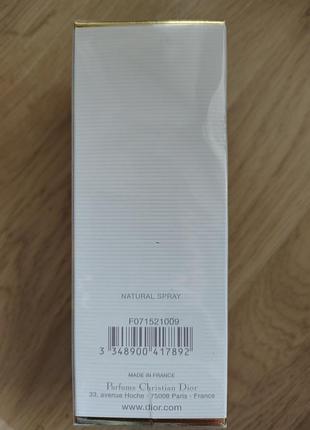 NATURAL SPRAY
F071521009
3 348900 417892
MADE IN FRANCE
Parfums Christian Dior
33, avenue Hoche - 75008 Paris - France
www.dior.com